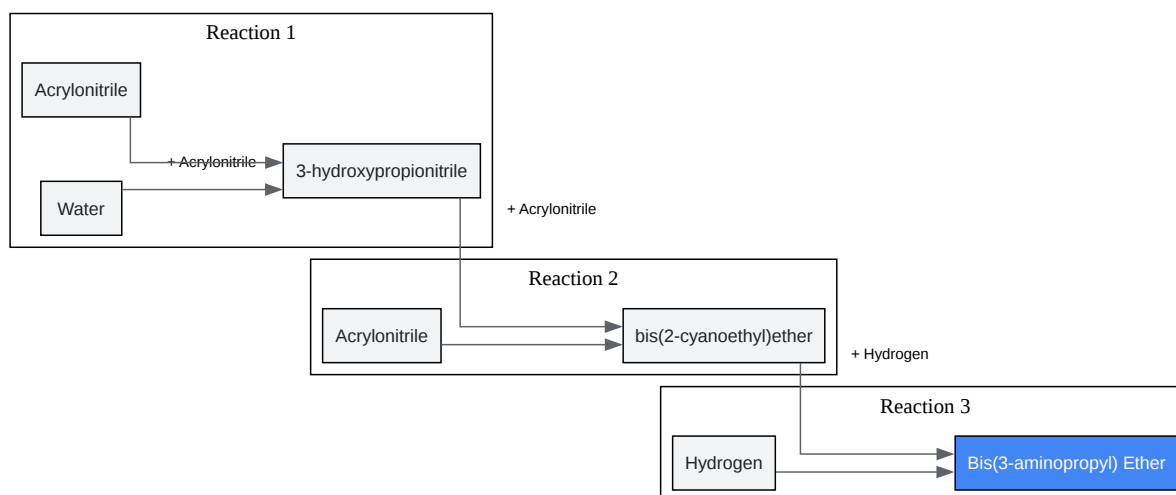 Reaction 1
Acrylonitrile
+ Acrylonitrile
3-hydroxypropionitrile
Water
+ Acrylonitrile
Reaction 2
Acrylonitrile
bis(2-cyanoethyl)ether
+ Hydrogen
Reaction 3
Hydrogen
Bis(3-aminopropyl) Ether